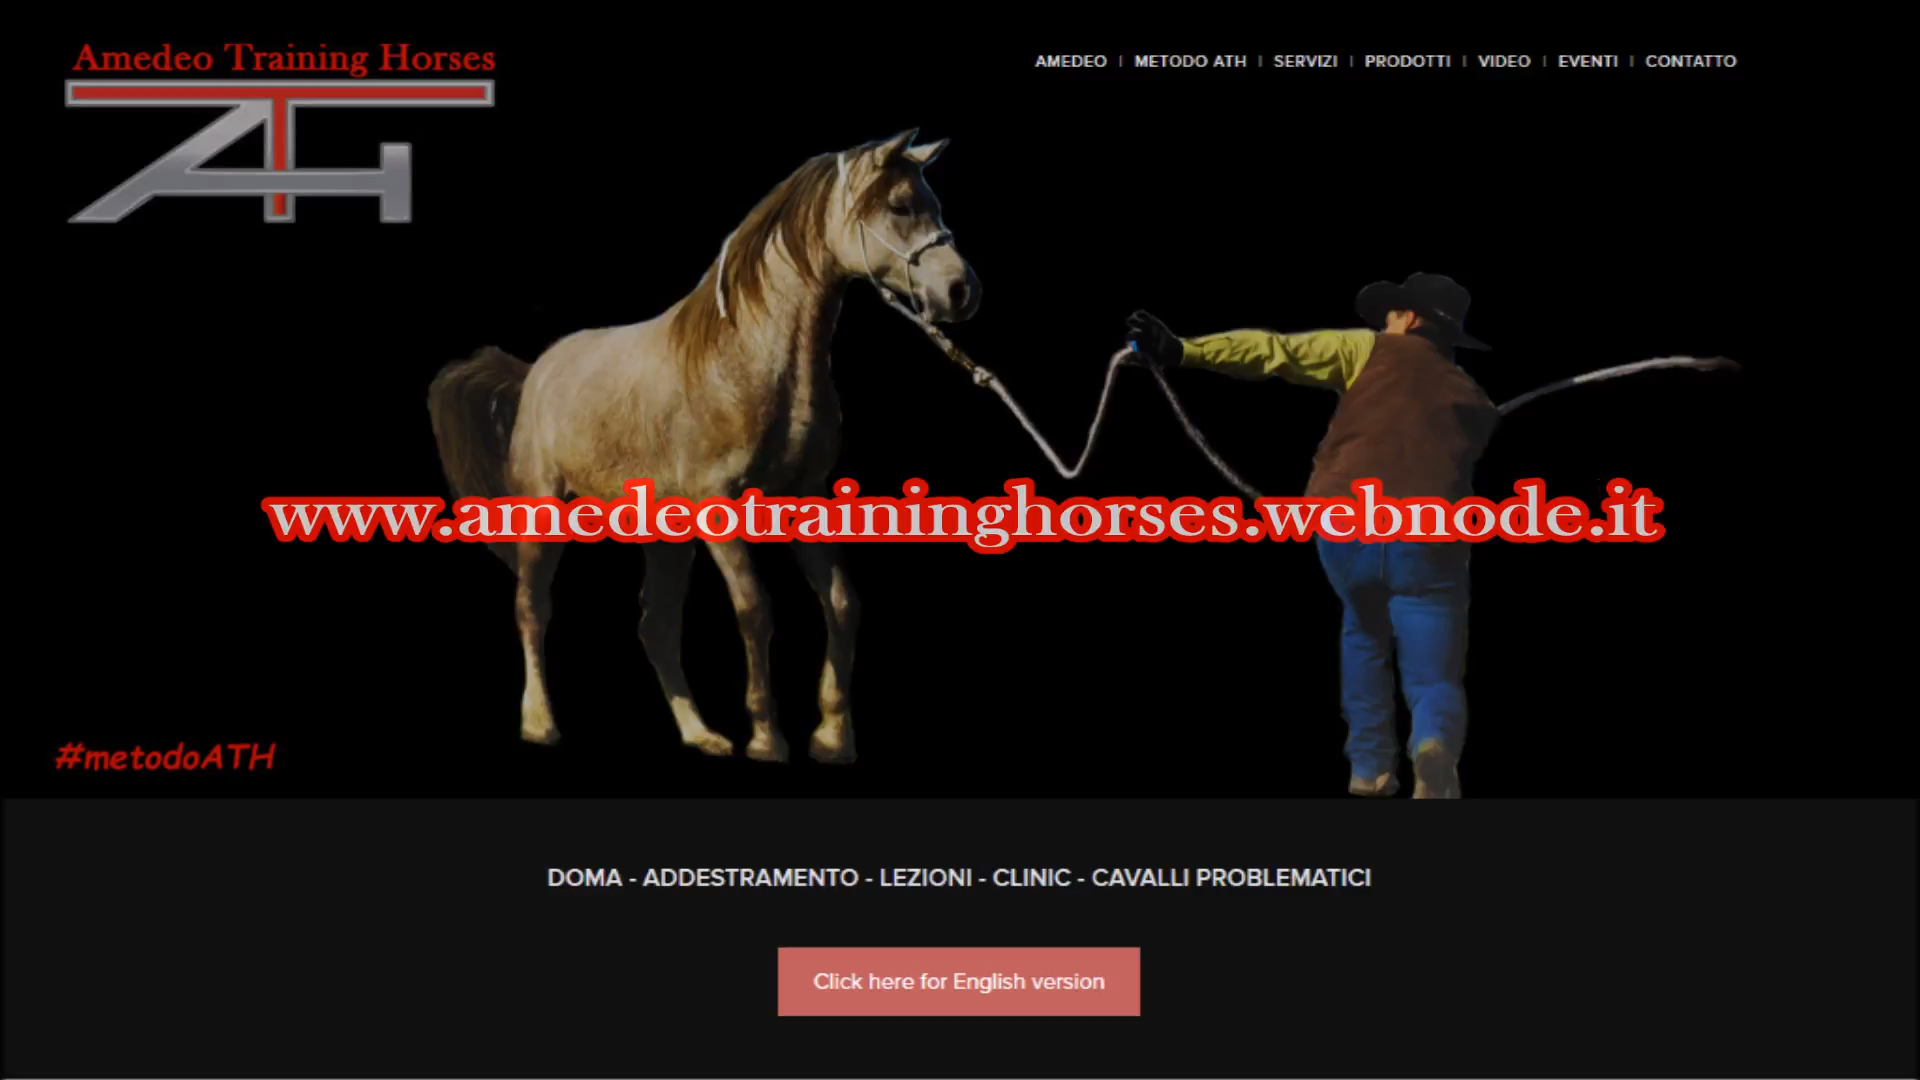 Amedeo Training Horses
ATH
AMEDEO | METODO ATH | SERVIZI | PRODOTTI | VIDEO | EVENTI | CONTATTO
www.amedeotraininghorses.webnode.it
#metodoATH
DOMA - ADDESTRAMENTO - LEZIONI - CLINIC - CAVALLI PROBLEMATICI
Click here for English version